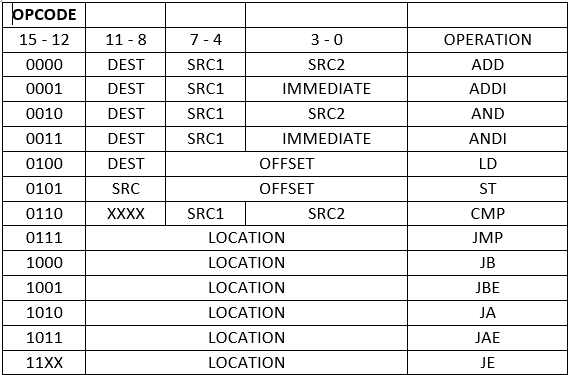 OPCODE
15 - 12 11 - 8 7 - 4 3 - 0 OPERATION
0000 DEST SRC1 SRC2 ADD
0001 DEST SRC1 IMMEDIATE ADDI
0010 DEST SRC1 SRC2 AND
0011 DEST SRC1 IMMEDIATE ANDI
0100 DEST OFFSET LD
0101 SRC OFFSET ST
0110 XXXX SRC1 SRC2 CMP
0111 LOCATION JMP
1000 LOCATION JB
1001 LOCATION JBE
1010 LOCATION JA
1011 LOCATION JAE
11XX LOCATION JE